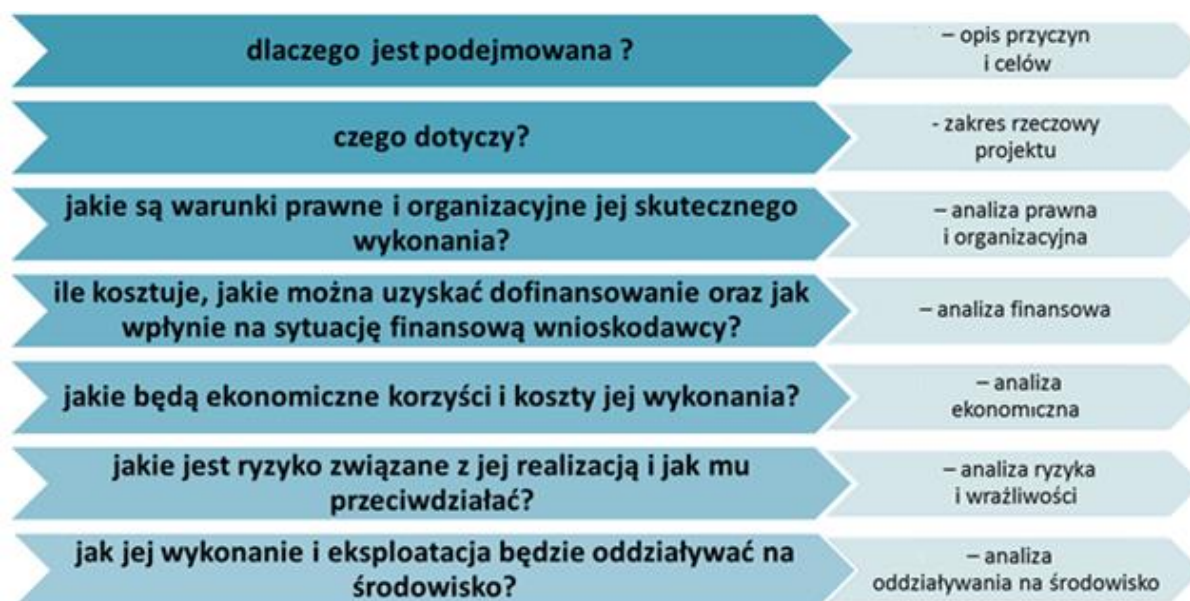 dlaczego jest podejmowana ?
– opis przyczyn
i celów
czego dotyczy?
- zakres rzeczowy
projektu
jakie są warunki prawne i organizacyjne jej skutecznego
wykonania?
– analiza prawna
i organizacyjna
ile kosztuje, jakie można uzyskać dofinansowanie oraz jak
wpłynie na sytuację finansową wnioskodawcy?
– analiza finansowa
jakie będą ekonomiczne korzyści i koszty jej wykonania?
– analiza
ekonomiczna
jakie jest ryzyko związane z jej realizacją i jak mu
przeciwdziałać?
– analiza ryzyka
i wrażliwości
jak jej wykonanie i eksploatacja będzie oddziaływać na
środowisko?
– analiza
oddziaływania na środowisko